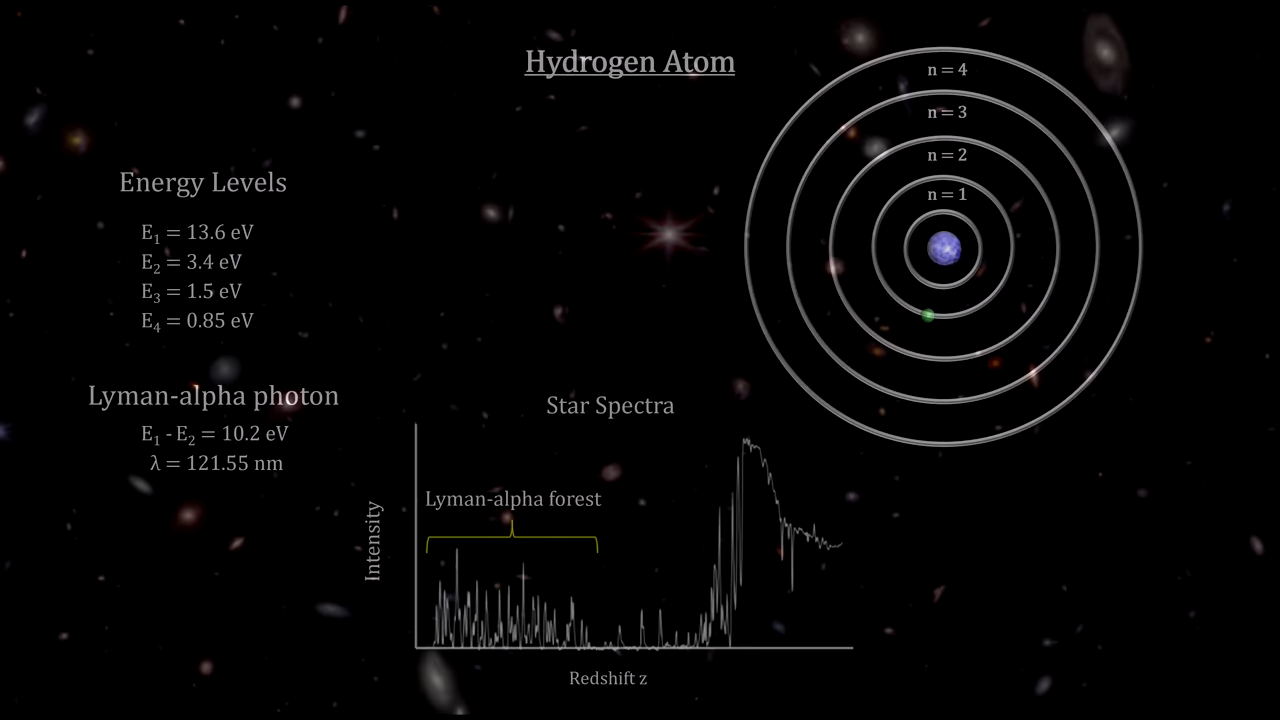 Hydrogen Atom
n = 4
n = 3
n = 2
n = 1
Energy Levels
E₁ = 13.6 eV
E₂ = 3.4 eV
E₃ = 1.5 eV
E₄ = 0.85 eV
Lyman-alpha photon
E₁ - E₂ = 10.2 eV
λ = 121.55 nm
Star Spectra
Lyman-alpha forest
Intensity
Redshift z